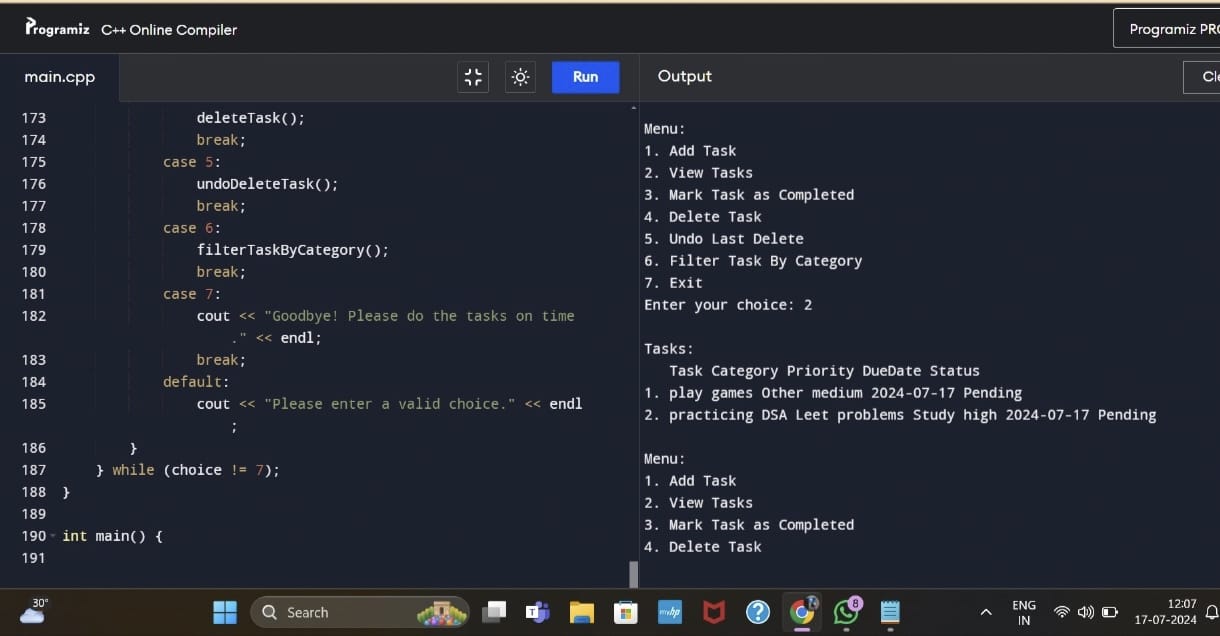 Programiz C++ Online Compiler Programiz PRO
main.cpp Run Output Cle
173 deleteTask();
174 break;
175 case 5:
176 undoDeleteTask();
177 break;
178 case 6:
179 filterTaskByCategory();
180 break;
181 case 7:
182 cout << "Goodbye! Please do the tasks on time
." << endl;
183 break;
184 default:
185 cout << "Please enter a valid choice." << endl
;
186 }
187 } while (choice != 7);
188 }
189
190 int main() {
191
Menu:
1. Add Task
2. View Tasks
3. Mark Task as Completed
4. Delete Task
5. Undo Last Delete
6. Filter Task By Category
7. Exit
Enter your choice: 2
Tasks:
Task Category Priority DueDate Status
1. play games Other medium 2024-07-17 Pending
2. practicing DSA Leet problems Study high 2024-07-17 Pending
Menu:
1. Add Task
2. View Tasks
3. Mark Task as Completed
4. Delete Task
30°
Search
T
myhp
?
8
ENG
IN
12:07
17-07-2024